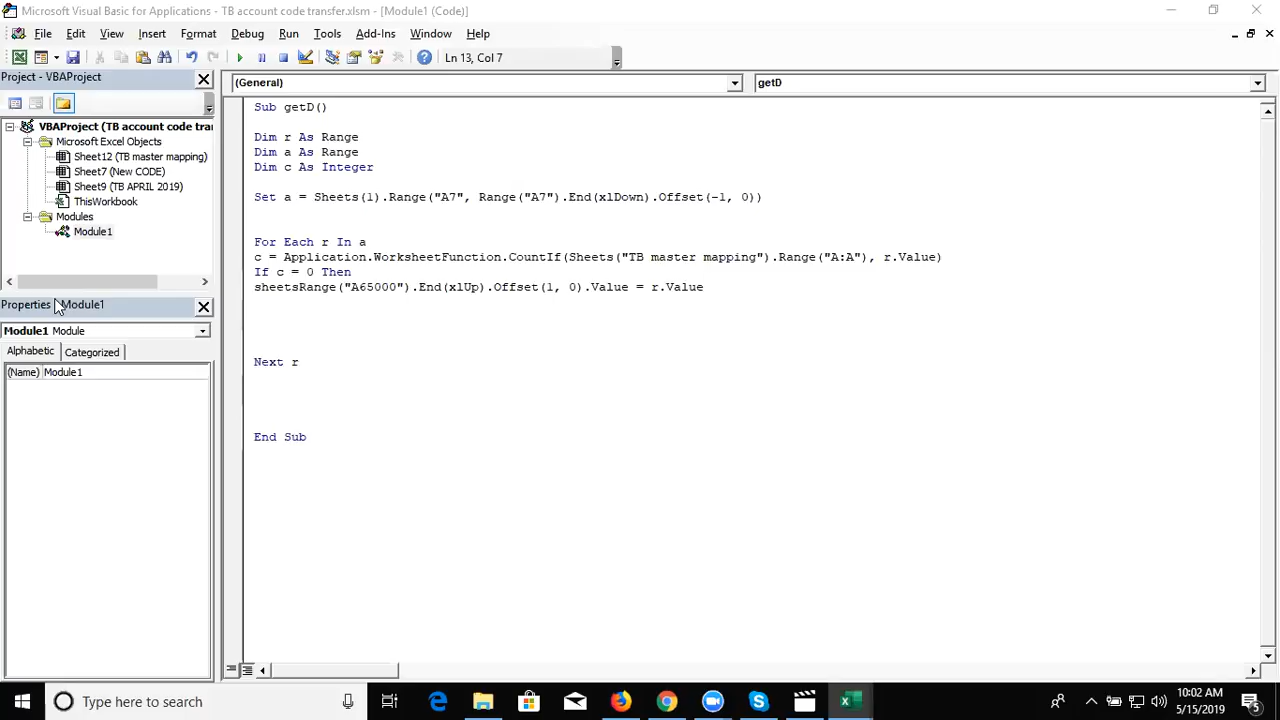 Microsoft Visual Basic for Applications - TB account code transfer.xlsm - [Module1 (Code)]
File Edit View Insert Format Debug Run Tools Add-Ins Window Help
Ln 13, Col 7
Project - VBAProject
(General)
getD
VBAProject (TB account code tra
Microsoft Excel Objects
Sheet12 (TB master mapping)
Sheet7 (New CODE)
Sheet9 (TB APRIL 2019)
ThisWorkbook
Modules
Module1
Properties Module1
Module1 Module
Alphabetic Categorized
(Name) Module1
Sub getD()
Dim r As Range
Dim a As Range
Dim c As Integer
Set a = Sheets(1).Range("A7", Range("A7").End(xlDown).Offset(-1, 0))
For Each r In a
c = Application.WorksheetFunction.CountIf(Sheets("TB master mapping").Range("A:A"), r.Value)
If c = 0 Then
sheetsRange("A65000").End(xlUp).Offset(1, 0).Value = r.Value
Next r
End Sub
Type here to search
10:02 AM
5/15/2019
5